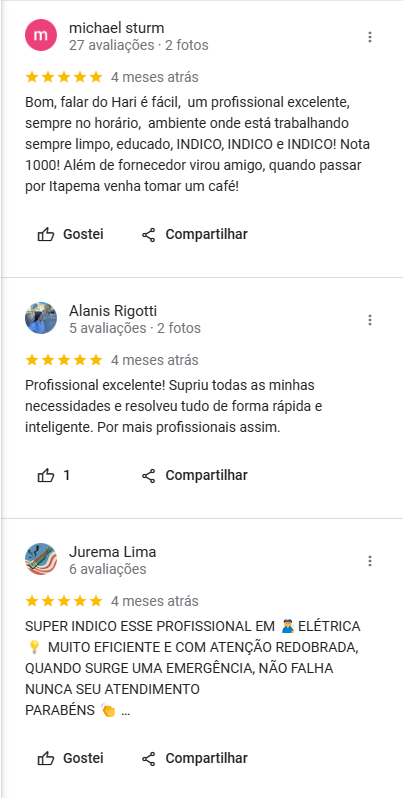 michael sturm
27 avaliações · 2 fotos
4 meses atrás
Bom, falar do Hari é fácil, um profissional excelente,
sempre no horário, ambiente onde está trabalhando
sempre limpo, educado, INDICO, INDICO e INDICO! Nota
1000! Além de fornecedor virou amigo, quando passar
por Itapema venha tomar um café!
Gostei Compartilhar
Alanis Rigotti
5 avaliações · 2 fotos
4 meses atrás
Profissional excelente! Supriu todas as minhas
necessidades e resolveu tudo de forma rápida e
inteligente. Por mais profissionais assim.
1 Compartilhar
Jurema Lima
6 avaliações
4 meses atrás
SUPER INDICO ESSE PROFISSIONAL EM 🤷‍♂️ ELÉTRICA
💡 MUITO EFICIENTE E COM ATENÇÃO REDOBRADA,
QUANDO SURGE UMA EMERGÊNCIA, NÃO FALHA
NUNCA SEU ATENDIMENTO
PARABÉNS 👏 ...
Gostei Compartilhar